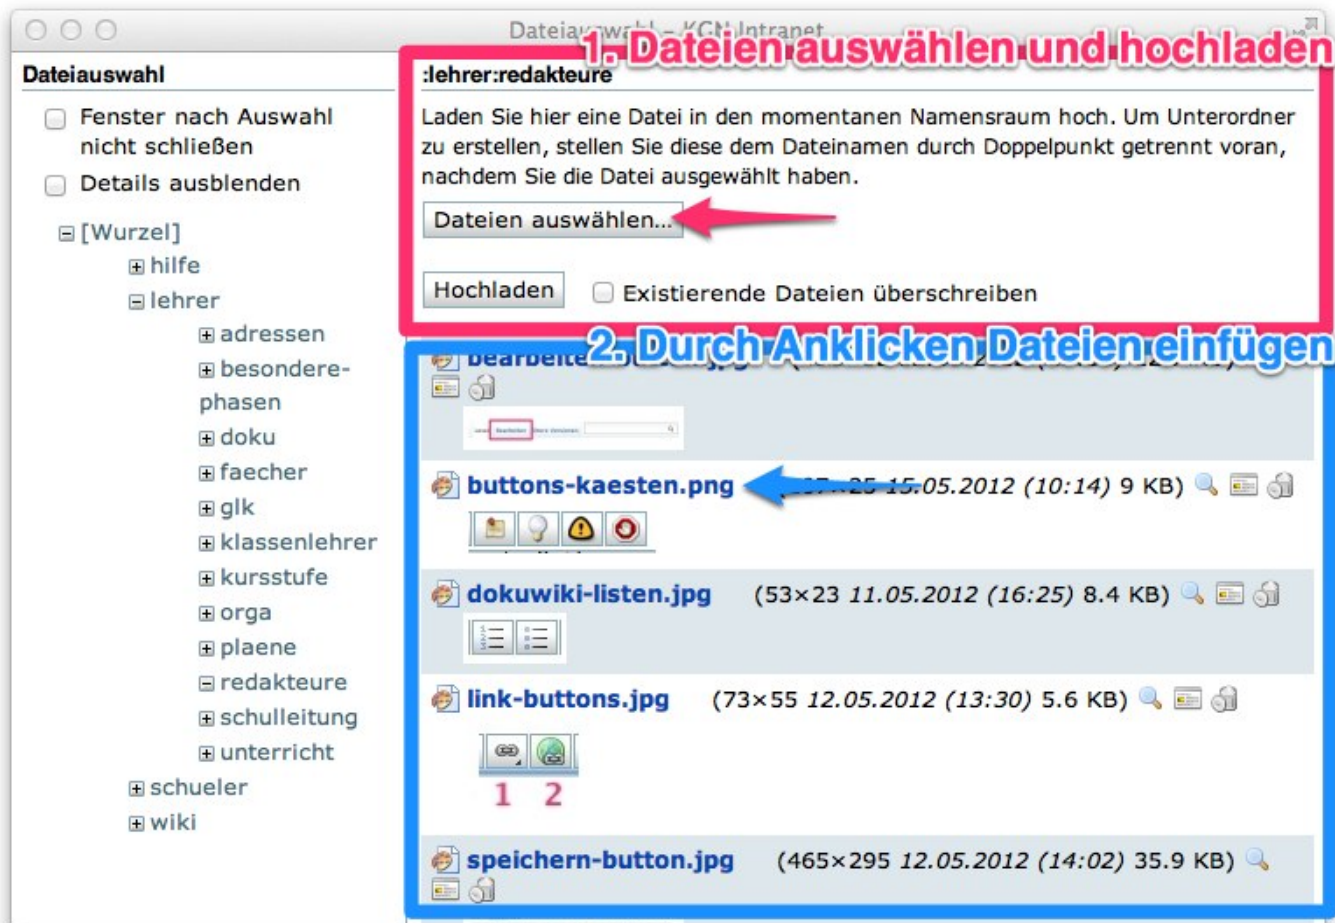 Dateiauswahl – KGN Intranet
1. Dateien auswählen und hochladen
Dateiauswahl
Fenster nach Auswahl
nicht schließen
Details ausblenden
[Wurzel]
hilfe
lehrer
adressen
besondere-
phasen
doku
faecher
glk
klassenlehrer
kursstufe
orga
plaene
redakteure
schulleitung
unterricht
schueler
wiki
:lehrer:redakteure
Laden Sie hier eine Datei in den momentanen Namensraum hoch. Um Unterordner
zu erstellen, stellen Sie diese dem Dateinamen durch Doppelpunkt getrennt voran,
nachdem Sie die Datei ausgewählt haben.
Dateien auswählen...
Hochladen
Existierende Dateien überschreiben
2. Durch Anklicken Dateien einfügen
Bearbeiten
buttons-kaesten.png 15.05.2012 (10:14) 9 KB)
dokuwiki-listen.jpg (53×23 11.05.2012 (16:25) 8.4 KB)
link-buttons.jpg (73×55 12.05.2012 (13:30) 5.6 KB)
1 2
speichern-button.jpg (465×295 12.05.2012 (14:02) 35.9 KB)